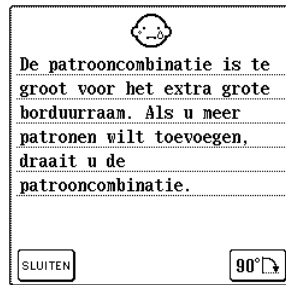 De patrooncombinatie is te
groot voor het extra grote
borduurraam. Als u meer
patronen wilt toevoegen,
draait u de
patrooncombinatie.
SLUITEN
90°